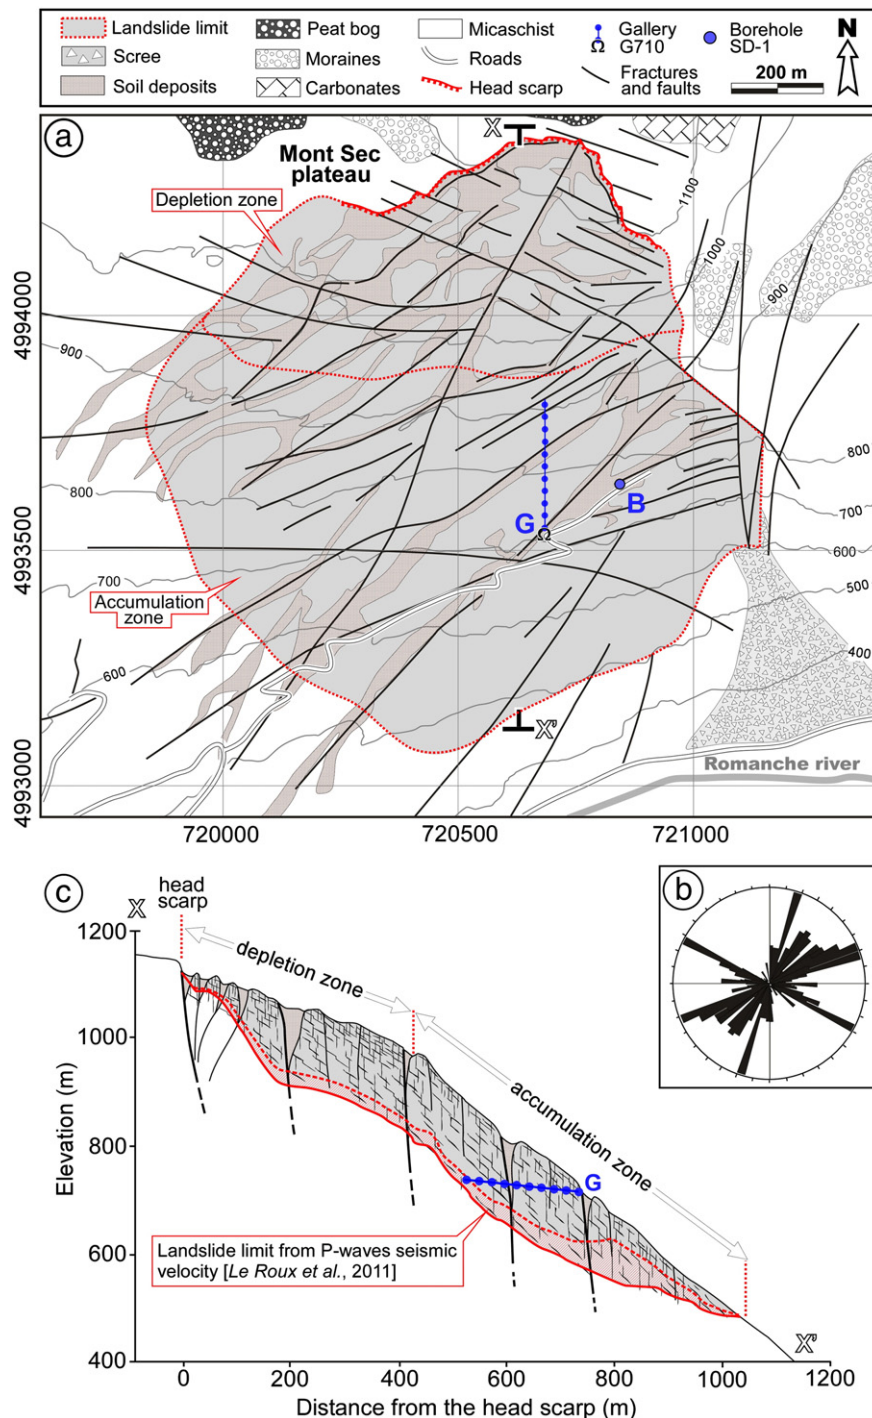 Landslide limit
Peat bog
Micaschist
Gallery
G710
Borehole
SD-1
N
Scree
Moraines
Roads
Fractures
and faults
200 m
Soil deposits
Carbonates
Head scarp
a
X
Mont Sec
plateau
Depletion zone
1100
1000
900
4994000
900
800
800
G
B
700
600
4993500
700
500
Accumulation
zone
600
400
X'
Romanche river
4993000
720000
720500
721000
c
head
scarp
b
X
1200
depletion zone
1000
accumulation zone
Elevation (m)
800
G
Landslide limit from P-waves seismic
velocity [Le Roux et al., 2011]
600
X'
400
0
200
400
600
800
1000
1200
Distance from the head scarp (m)